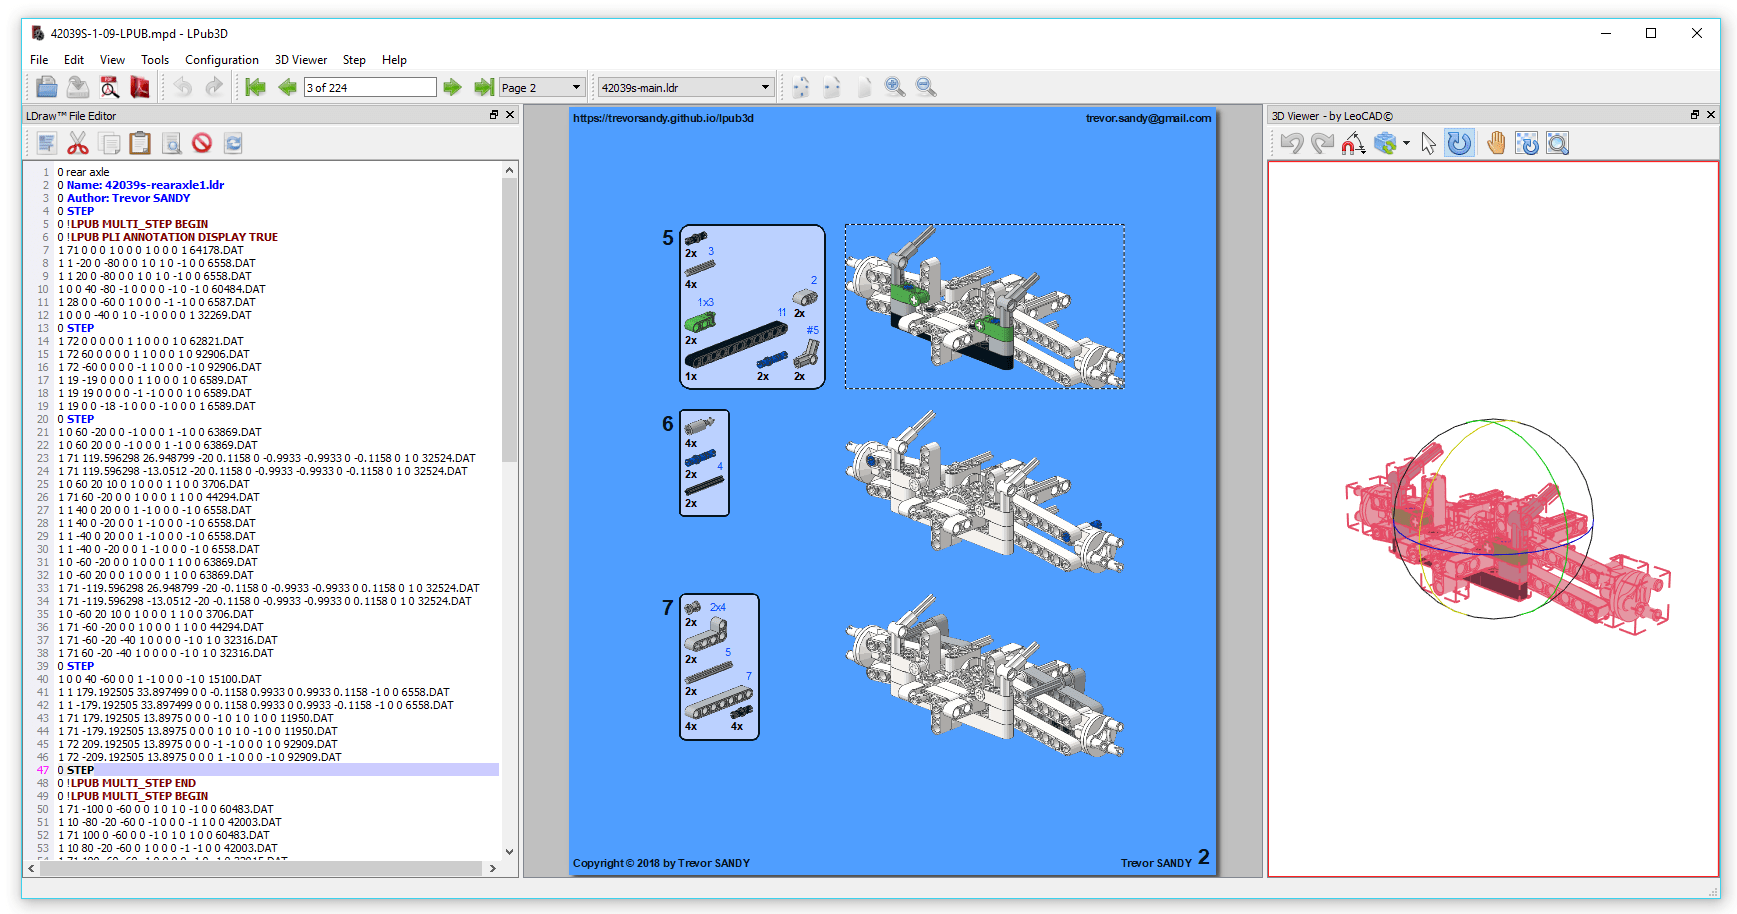 42039S-1-09-LPUB.mpd - LPub3D
File Edit View Tools Configuration 3D Viewer Step Help
3 of 224 Page 2 42039s-main.ldr
LDraw™ File Editor
1 0 rear axle
2 0 Name: 42039s-rearaxle1.ldr
3 0 Author: Trevor SANDY
4 0 STEP
5 0 !LPUB MULTI_STEP BEGIN
6 0 !LPUB PLI ANNOTATION DISPLAY TRUE
7 1 71 0 0 0 1 0 0 0 1 0 0 0 1 64178.DAT
8 1 1 -20 0 -80 0 0 1 0 1 0 -1 0 0 6558.DAT
9 1 1 20 0 -80 0 0 1 0 1 0 -1 0 0 6558.DAT
10 1 0 0 40 -80 -1 0 0 0 0 -1 0 -1 0 60484.DAT
11 1 28 0 0 -60 0 1 0 0 0 -1 -1 0 0 6587.DAT
12 1 0 0 0 -40 0 1 0 -1 0 0 0 0 1 32269.DAT
13 0 STEP
14 1 72 0 0 0 0 0 1 1 0 0 0 1 0 62821.DAT
15 1 72 60 0 0 0 0 1 1 0 0 0 1 0 92906.DAT
16 1 72 -60 0 0 0 0 -1 1 0 0 0 -1 0 92906.DAT
17 1 19 -19 0 0 0 0 1 1 0 0 0 1 0 6589.DAT
18 1 19 19 0 0 0 0 -1 -1 0 0 0 1 0 6589.DAT
19 1 19 0 0 -18 -1 0 0 0 -1 0 0 0 1 6589.DAT
20 0 STEP
21 1 0 60 -20 0 0 -1 0 0 0 1 -1 0 0 63869.DAT
22 1 0 60 20 0 0 -1 0 0 0 1 -1 0 0 63869.DAT
23 1 71 119.596298 26.948799 -20 0.1158 0 -0.9933 -0.9933 0 -0.1158 0 1 0 32524.DAT
24 1 71 119.596298 -13.0512 -20 0.1158 0 -0.9933 -0.9933 0 -0.1158 0 1 0 32524.DAT
25 1 0 60 20 10 0 1 0 0 0 1 1 0 0 3706.DAT
26 1 71 60 -20 0 0 1 0 0 0 1 1 0 0 44294.DAT
27 1 1 40 0 20 0 0 1 -1 0 0 0 -1 0 6558.DAT
28 1 1 40 0 -20 0 0 1 -1 0 0 0 -1 0 6558.DAT
29 1 1 -40 0 20 0 0 1 -1 0 0 0 -1 0 6558.DAT
30 1 1 -40 0 -20 0 0 1 -1 0 0 0 -1 0 6558.DAT
31 1 0 -60 -20 0 0 1 0 0 0 1 1 0 0 63869.DAT
32 1 0 -60 20 0 0 1 0 0 0 1 1 0 0 63869.DAT
33 1 71 -119.596298 26.948799 -20 -0.1158 0 -0.9933 -0.9933 0 0.1158 0 1 0 32524.DAT
34 1 71 -119.596298 -13.0512 -20 -0.1158 0 -0.9933 -0.9933 0 0.1158 0 1 0 32524.DAT
35 1 0 -60 20 10 0 1 0 0 0 1 1 0 0 3706.DAT
36 1 71 -60 -20 0 0 1 0 0 0 1 1 0 0 44294.DAT
37 1 71 -60 -20 -40 1 0 0 0 0 -1 0 1 0 32316.DAT
38 1 71 60 -20 -40 1 0 0 0 0 -1 0 1 0 32316.DAT
39 0 STEP
40 1 0 0 40 -60 0 0 1 -1 0 0 0 -1 0 15100.DAT
41 1 1 179.192505 33.897499 0 0 -0.1158 0.9933 0 0.9933 0.1158 -1 0 0 6558.DAT
42 1 1 -179.192505 33.897499 0 0 0.1158 0.9933 0 0.9933 -0.1158 -1 0 0 6558.DAT
43 1 71 179.192505 13.8975 0 0 0 -1 0 1 0 1 0 0 11950.DAT
44 1 71 -179.192505 13.8975 0 0 0 1 0 1 0 -1 0 0 11950.DAT
45 1 72 209.192505 13.8975 0 0 0 -1 -1 0 0 0 1 0 92909.DAT
46 1 72 -209.192505 13.8975 0 0 0 1 -1 0 0 0 -1 0 92909.DAT
47 0 STEP
48 0 !LPUB MULTI_STEP END
49 0 !LPUB MULTI_STEP BEGIN
50 1 71 -100 0 -60 0 0 1 0 1 0 -1 0 0 60483.DAT
51 1 10 -80 -20 -60 0 -1 0 0 0 -1 1 0 0 42003.DAT
52 1 71 100 0 -60 0 0 -1 0 1 0 1 0 0 60483.DAT
53 1 10 80 -20 -60 0 1 0 0 0 -1 -1 0 0 42003.DAT
https://trevorsandy.github.io/lpub3d trevor.sandy@gmail.com
5
2x 3
4x
1x3 2
2x 11 2x
#5
1x 2x 2x
6
4x
2x 4
2x
7
2x4
2x
2x 5
2x 7
4x 4x
Copyright © 2018 by Trevor SANDY Trevor SANDY 2
3D Viewer - by LeoCAD©